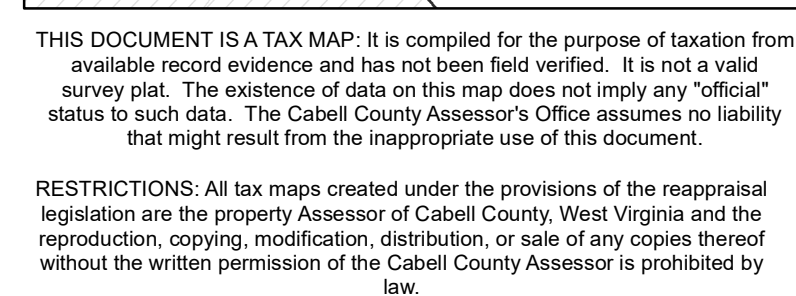 THIS DOCUMENT IS A TAX MAP: It is compiled for the purpose of taxation from
available record evidence and has not been field verified.  It is not a valid
survey plat.  The existence of data on this map does not imply any "official"
status to such data.  The Cabell County Assessor's Office assumes no liability
that might result from the inappropriate use of this document.
RESTRICTIONS: All tax maps created under the provisions of the reappraisal
legislation are the property Assessor of Cabell County, West Virginia and the
reproduction, copying, modification, distribution, or sale of any copies thereof
without the written permission of the Cabell County Assessor is prohibited by
law.